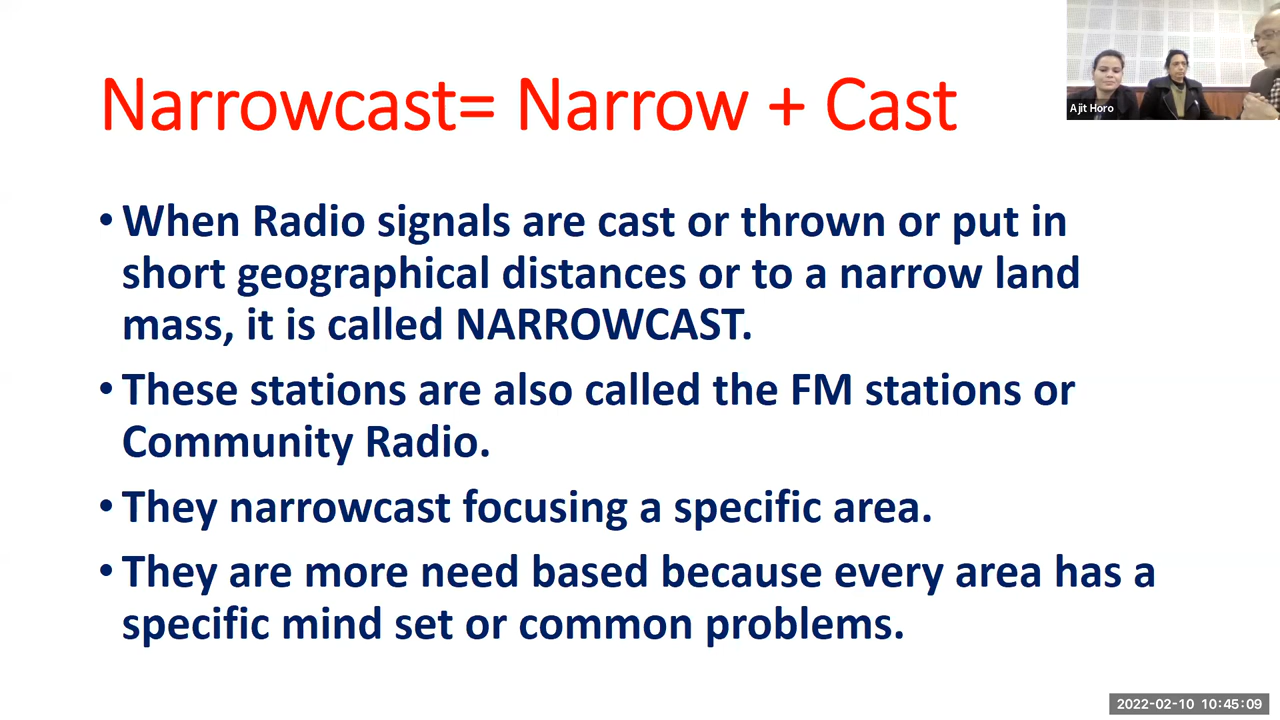 Narrowcast= Narrow + Cast
Ajit Horo
• When Radio signals are cast or thrown or put in
short geographical distances or to a narrow land
mass, it is called NARROWCAST.
• These stations are also called the FM stations or
Community Radio.
• They narrowcast focusing a specific area.
• They are more need based because every area has a
specific mind set or common problems.
2022-02-10 10:45:09